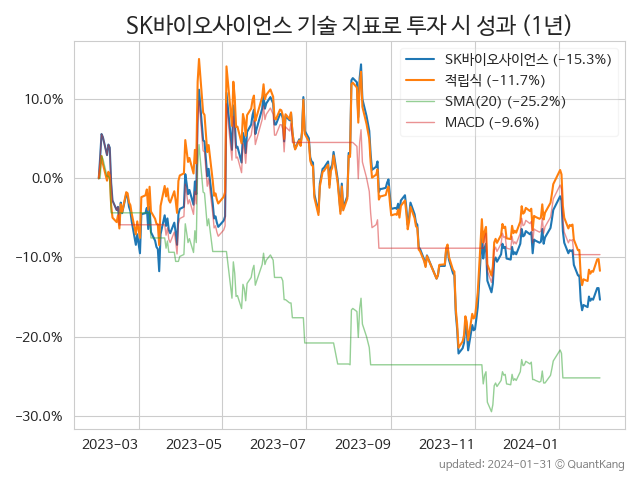 SK바이오사이언스 기술 지표로 투자 시 성과 (1년)
SK바이오사이언스 (−15.3%)
적립식 (−11.7%)
SMA(20) (−25.2%)
MACD (−9.6%)
10.0%
0.0%
−10.0%
−20.0%
−30.0%
2023-03 2023-05 2023-07 2023-09 2023-11 2024-01
updated: 2024-01-31 © QuantKang